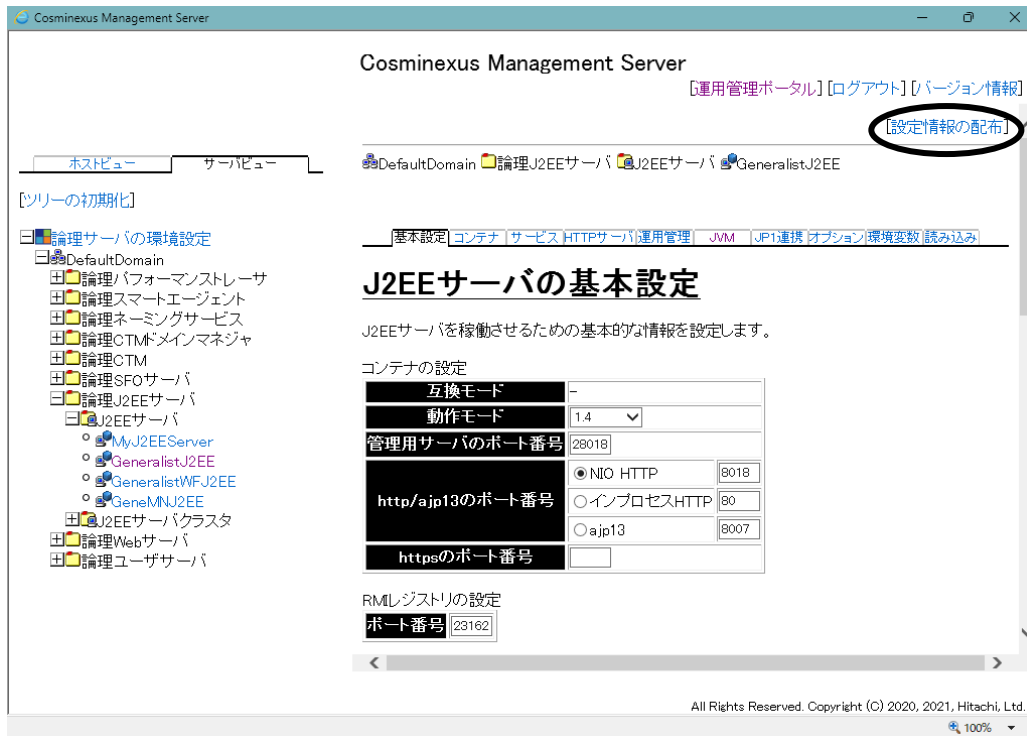 Cosminexus Management Server
Cosminexus Management Server
[運用管理ポータル] [ログアウト] [バージョン情報]
[設定情報の配布]
ホストビュー サーバビュー
DefaultDomain 論理J2EEサーバ J2EEサーバ GeneralistJ2EE
[ツリーの初期化]
論理サーバの環境設定
DefaultDomain
論理パフォーマンストレーサ
論理スマートエージェント
論理ネーミングサービス
論理CTMドメインマネジャ
論理CTM
論理SFOサーバ
論理J2EEサーバ
J2EEサーバ
MyJ2EEServer
GeneralistJ2EE
GeneralistWFJ2EE
GeneMNJ2EE
J2EEサーバクラスタ
論理Webサーバ
論理ユーザサーバ
基本設定 コンテナ サービス HTTPサーバ 運用管理 JVM JP1連携 オプション 環境変数 読み込み
J2EEサーバの基本設定
J2EEサーバを稼働させるための基本的な情報を設定します。
コンテナの設定
互換モード -
動作モード 1.4
管理用サーバのポート番号 28018
http/ajp13のポート番号
NIO HTTP 8018
インプロセスHTTP 80
ajp13 8007
httpsのポート番号
RMIレジストリの設定
ポート番号 23162
All Rights Reserved. Copyright (C) 2020, 2021, Hitachi, Ltd.
100%